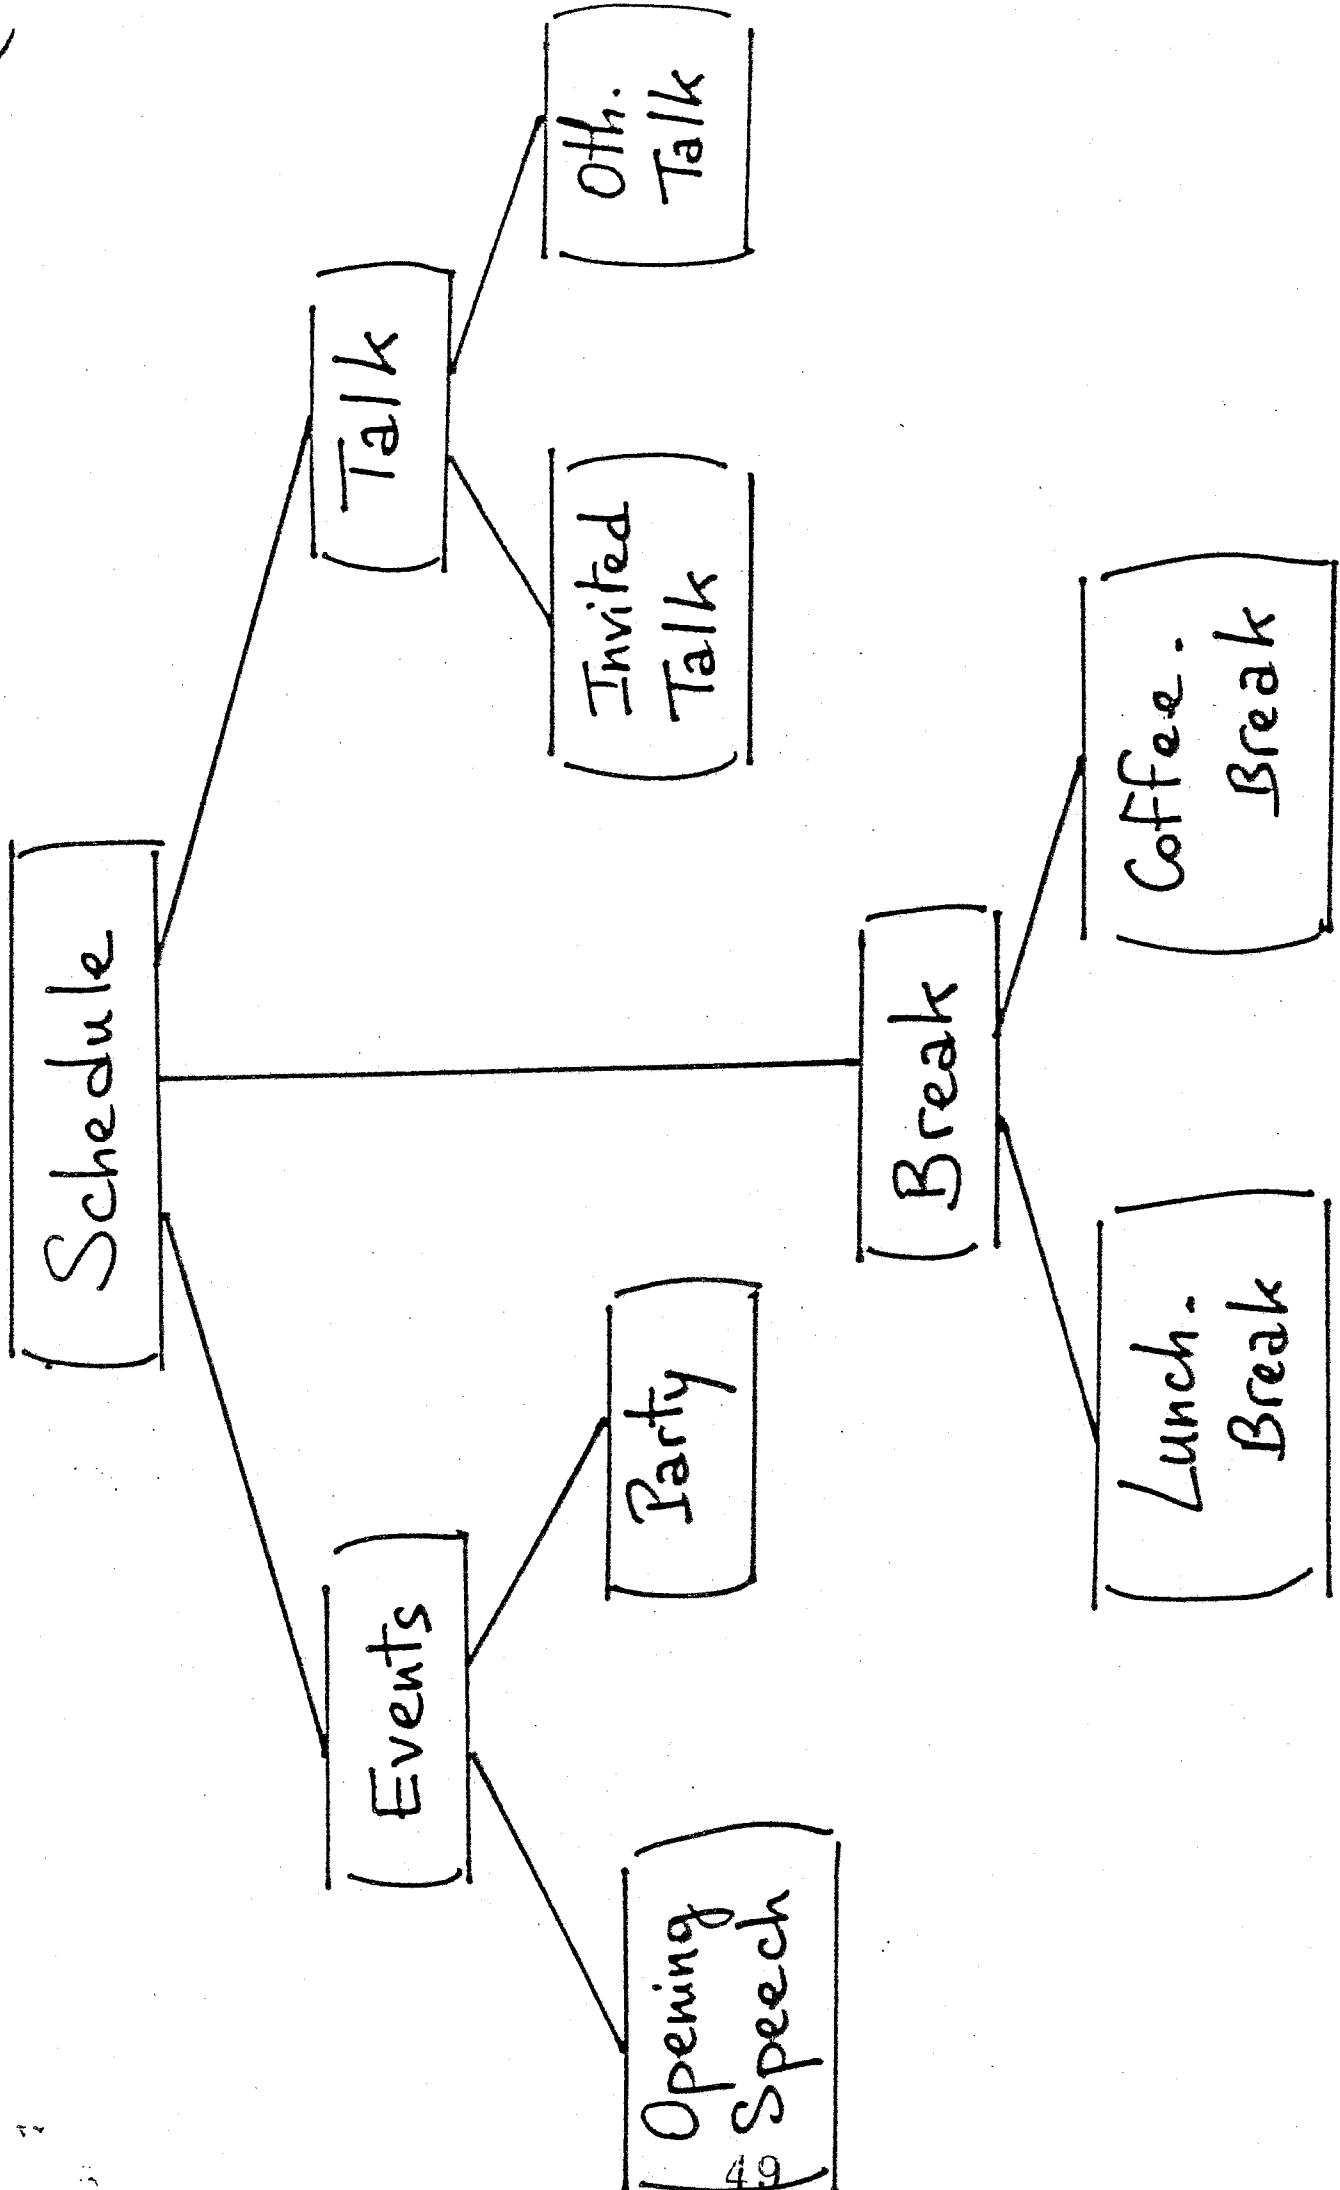 Schedule
Events
Talk
Opening
Speech
Party
Invited
Talk
Oth.
Talk
Break
Lunch.
Break
Coffee.
Break
49